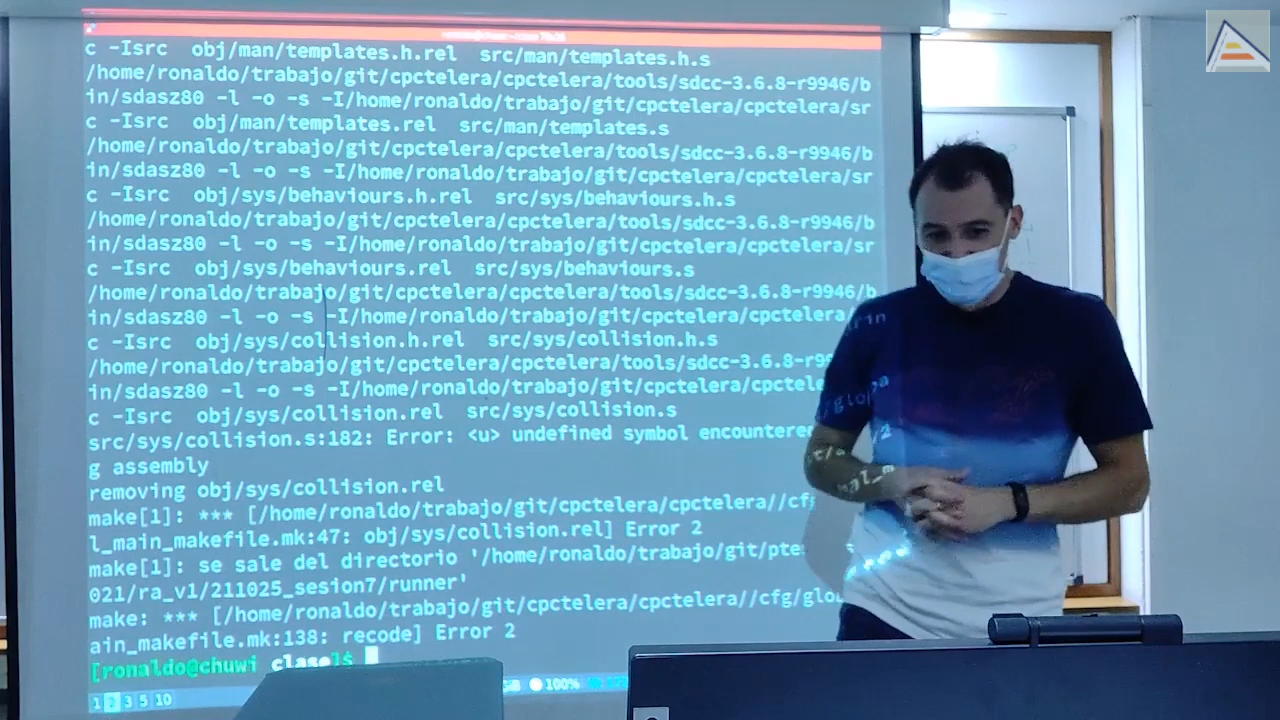 c -Isrc  obj/man/templates.h.rel  src/man/templates.h.s
/home/ronaldo/trabajo/git/cpctelera/cpctelera/tools/sdcc-3.6.8-r9946/b
in/sdasz80 -l -o -s -I/home/ronaldo/trabajo/git/cpctelera/cpctelera/sr
c -Isrc  obj/man/templates.rel  src/man/templates.s
/home/ronaldo/trabajo/git/cpctelera/cpctelera/tools/sdcc-3.6.8-r9946/b
in/sdasz80 -l -o -s -I/home/ronaldo/trabajo/git/cpctelera/cpctelera/sr
c -Isrc  obj/sys/behaviours.h.rel  src/sys/behaviours.h.s
/home/ronaldo/trabajo/git/cpctelera/cpctelera/tools/sdcc-3.6.8-r9946/b
in/sdasz80 -l -o -s -I/home/ronaldo/trabajo/git/cpctelera/cpctelera/sr
c -Isrc  obj/sys/behaviours.rel  src/sys/behaviours.s
/home/ronaldo/trabajo/git/cpctelera/cpctelera/tools/sdcc-3.6.8-r9946/b
in/sdasz80 -l -o -s -I/home/ronaldo/trabajo/git/cpctelera/cpctelera/
c -Isrc  obj/sys/collision.h.rel  src/sys/collision.h.s
/home/ronaldo/trabajo/git/cpctelera/cpctelera/tools/sdcc-3.6.8-r99
in/sdasz80 -l -o -s -I/home/ronaldo/trabajo/git/cpctelera/cpctele
c -Isrc  obj/sys/collision.rel  src/sys/collision.s
src/sys/collision.s:182: Error: <u> undefined symbol encountere
g assembly
removing obj/sys/collision.rel
make[1]: *** [/home/ronaldo/trabajo/git/cpctelera/cpctelera//cfg
l_main_makefile.mk:47: obj/sys/collision.rel] Error 2
make[1]: se sale del directorio '/home/ronaldo/trabajo/git/pte
021/ra_v1/211025_sesion7/runner'
make: *** [/home/ronaldo/trabajo/git/cpctelera/cpctelera//cfg/glo
ain_makefile.mk:138: recode] Error 2
[ronaldo@chuwi clase]$
1 2 3 5 10 100%